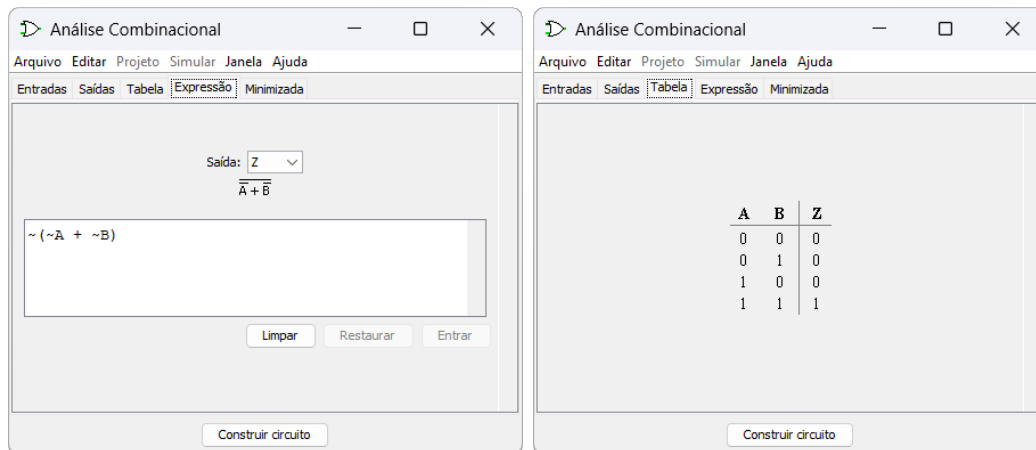 Análise Combinacional
Arquivo Editar Projeto Simular Janela Ajuda
Entradas Saídas Tabela Expressão Minimizada
Saída: Z
A̅ + B̅
~(~A + ~B)
Limpar Restaurar Entrar
Construir circuito
Análise Combinacional
Arquivo Editar Projeto Simular Janela Ajuda
Entradas Saídas Tabela Expressão Minimizada
A B Z
0 0 0
0 1 0
1 0 0
1 1 1
Construir circuito